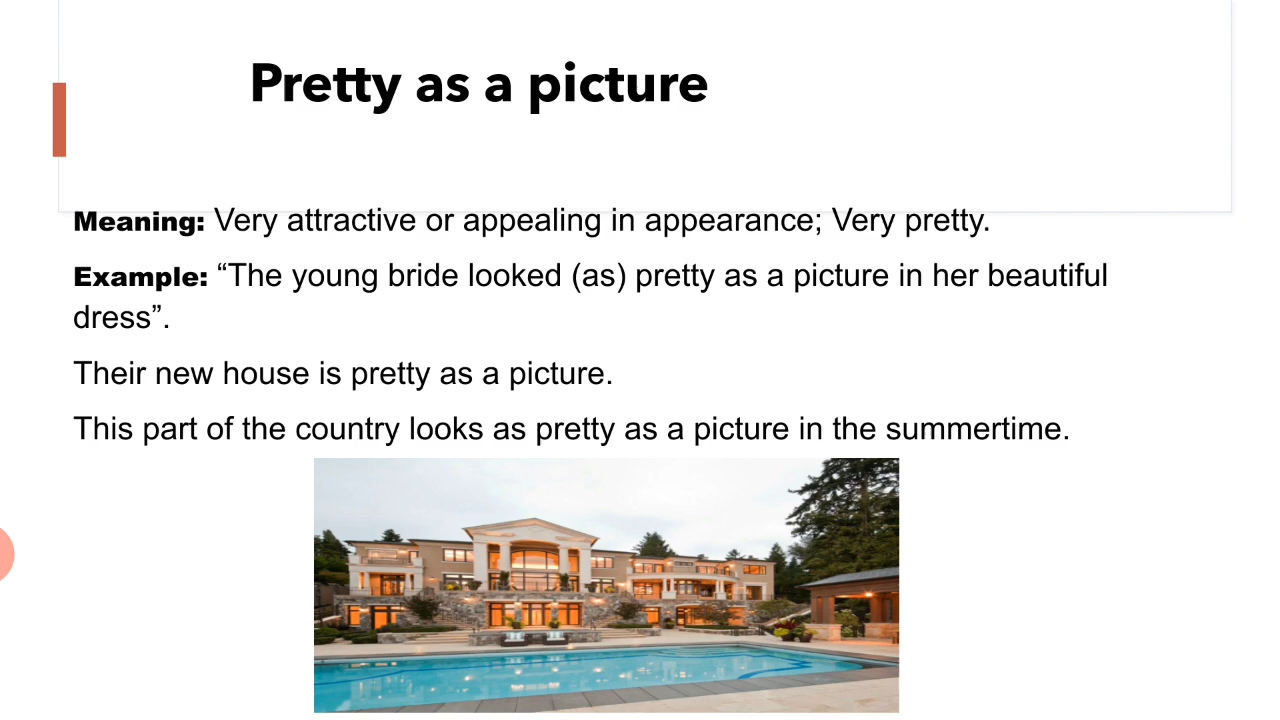 Pretty as a picture
Meaning: Very attractive or appealing in appearance; Very pretty.
Example: “The young bride looked (as) pretty as a picture in her beautiful
dress”.
Their new house is pretty as a picture.
This part of the country looks as pretty as a picture in the summertime.